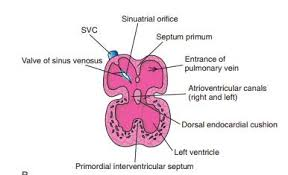 Sinuatrial orifice
SVC
Septum primum
Valve of sinus venosus
Entrance of
pulmonary vein
Atrioventricular canals
(right and left)
Dorsal endocardial cushion
Left ventricle
Primordial interventricular septum